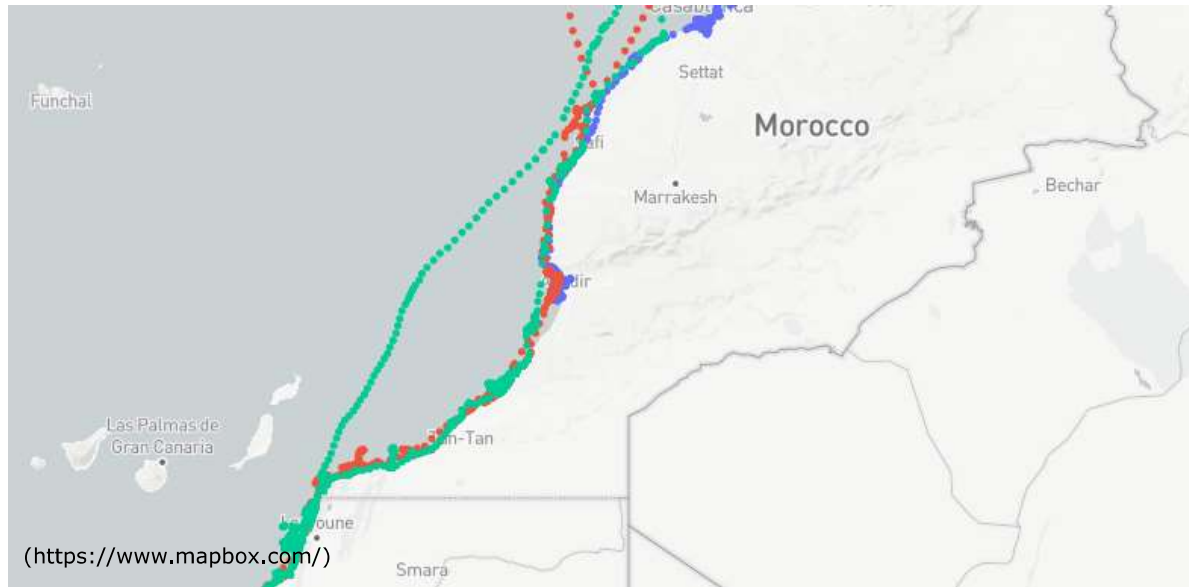 Funchal
Settat
Morocco
Marrakesh
Bechar
Las Palmas de
Gran Canaria
Smara
(https://www.mapbox.com/)